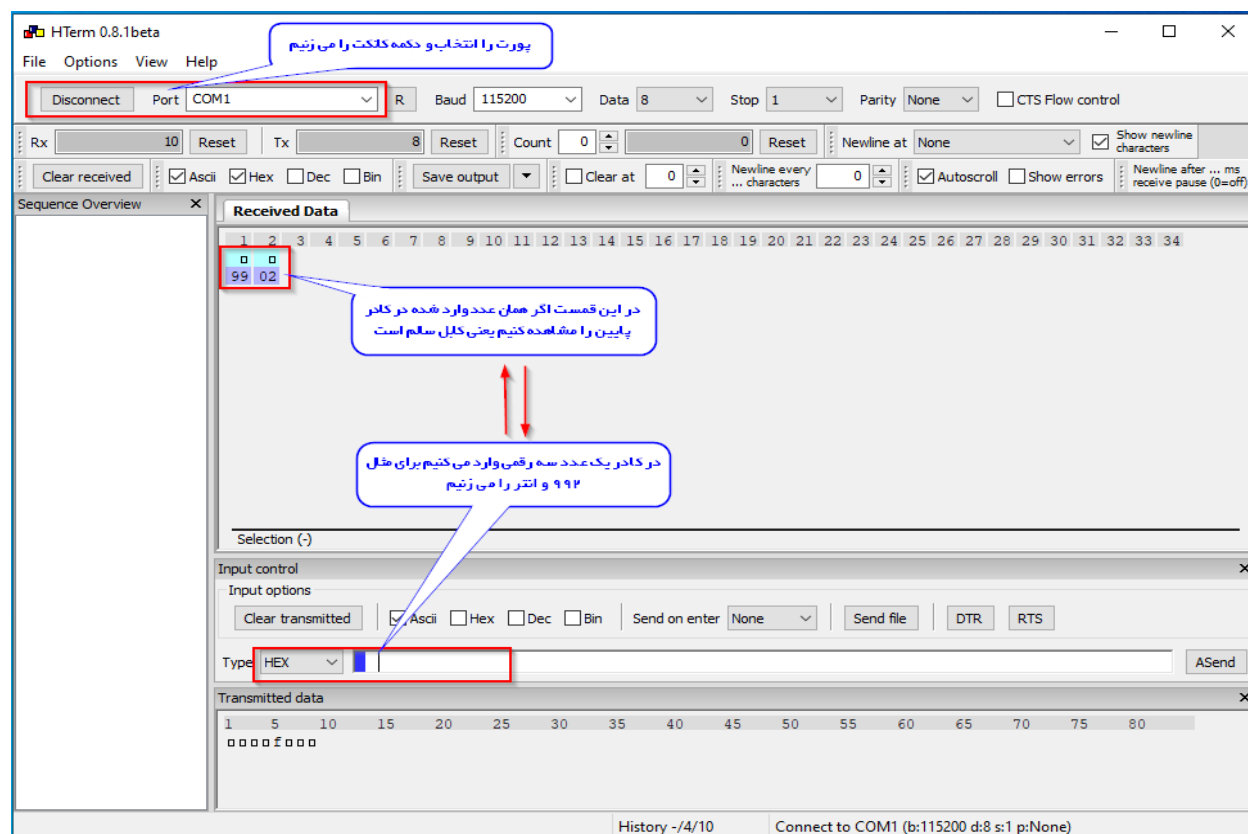 HTerm 0.8.1beta
File Options View Help
پورت را انتخاب و دکمه کانکت را می زنیم
Disconnect Port COM1 R Baud 115200 Data 8 Stop 1 Parity None CTS Flow control
Rx 10 Reset Tx 8 Reset Count 0 0 Reset Newline at None Show newline characters
Clear received Ascii Hex Dec Bin Save output Clear at 0 Newline every ... characters 0 Autoscroll Show errors Newline after ... ms receive pause (0=off)
Sequence Overview
Received Data
1 2 3 4 5 6 7 8 9 10 11 12 13 14 15 16 17 18 19 20 21 22 23 24 25 26 27 28 29 30 31 32 33 34
99 02
در این قمست اگر همان عدد وارد شده در کادر
پایین را مشاهده کنیم یعنی کابل سالم است
در کادر یک عدد سه رقمی وارد می کنیم برای مثال
۹۹۲ و انتر را می زنیم
Selection (-)
Input control
Input options
Clear transmitted Ascii Hex Dec Bin Send on enter None Send file DTR RTS
Type HEX ASend
Transmitted data
1 5 10 15 20 25 30 35 40 45 50 55 60 65 70 75 80
f
History -/4/10 Connect to COM1 (b:115200 d:8 s:1 p:None)